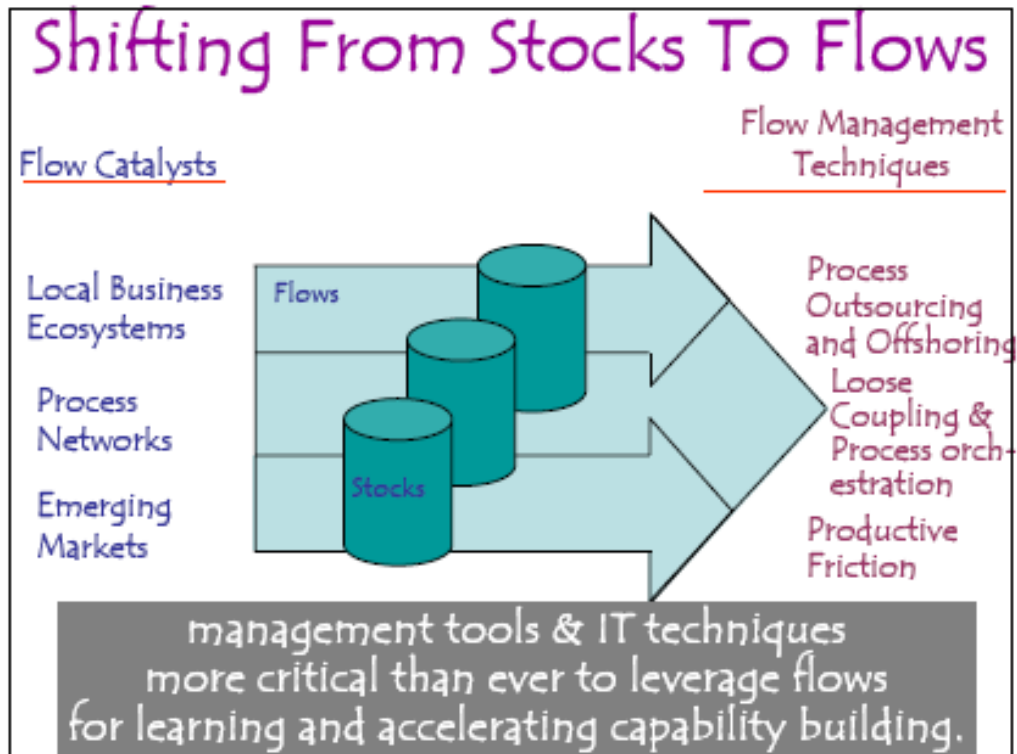 Shifting From Stocks To Flows
Flow Catalysts
Local Business
Ecosystems
Process
Networks
Emerging
Markets
Flows
Stocks
Flow Management
Techniques
Process
Outsourcing
and Offshoring
Loose
Coupling &
Process orch-
estration
Productive
Friction
management tools & IT techniques
more critical than ever to leverage flows
for learning and accelerating capability building.